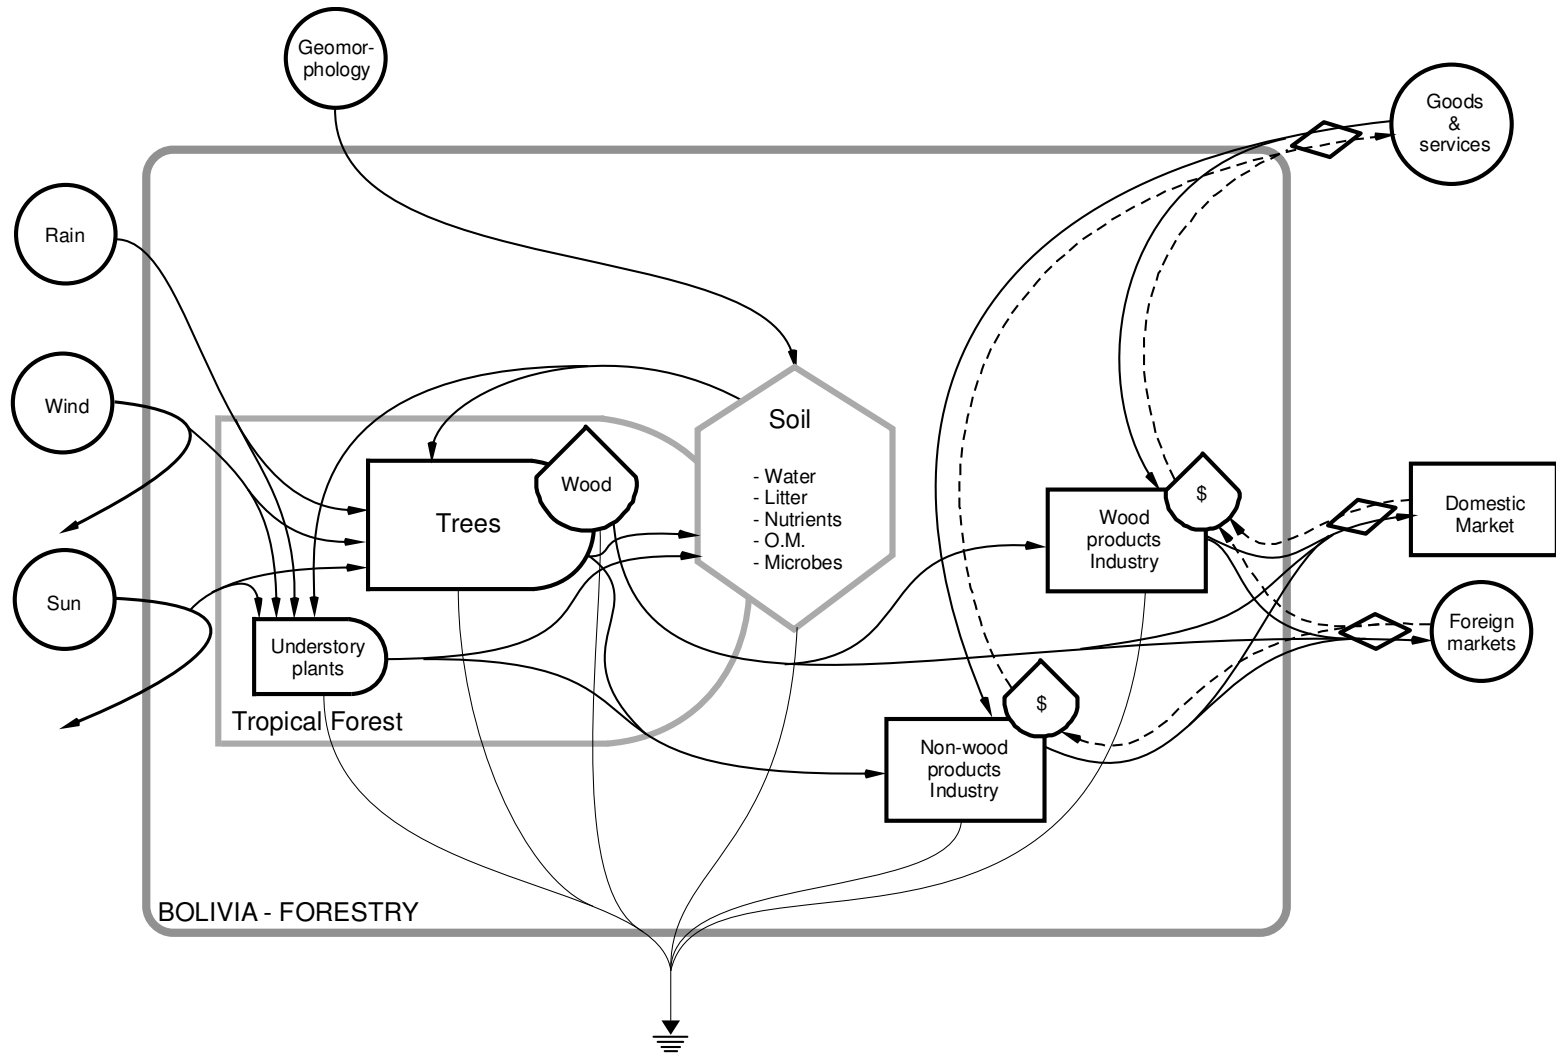 Geomor-
phology
Goods
&
services
Rain
Wind
Sun
Soil
- Water
- Litter
- Nutrients
- O.M.
- Microbes
Wood
Trees
Understory
plants
Tropical Forest
$
Wood
products
Industry
Domestic
Market
Foreign
markets
$
Non-wood
products
Industry
BOLIVIA - FORESTRY